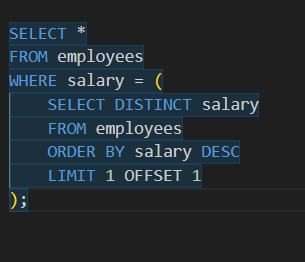 SELECT *
FROM employees
WHERE salary = (
    SELECT DISTINCT salary
    FROM employees
    ORDER BY salary DESC
    LIMIT 1 OFFSET 1
);